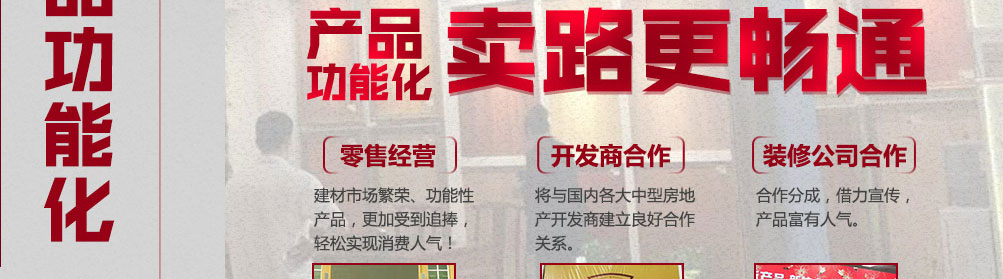 品功能化
产品
功能化
卖路更畅通
零售经营
建材市场繁荣、功能性
产品，更加受到追捧，
轻松实现消费人气！
开发商合作
将与国内各大中型房地
产开发商建立良好合作
关系。
装修公司合作
合作分成，借力宣传，
产品富有人气。